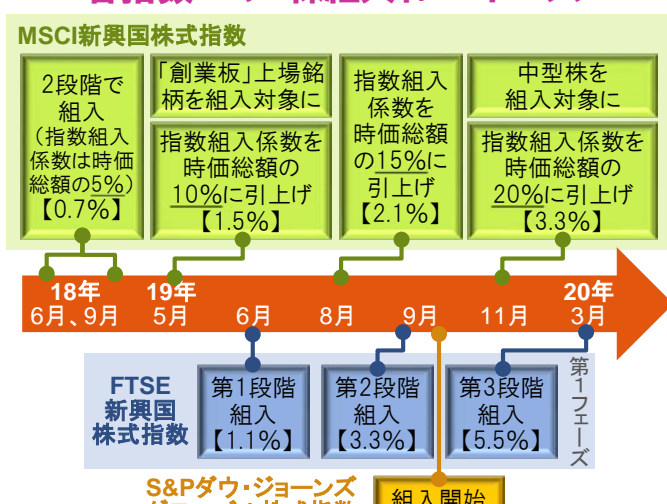 MSCI新興国株式指数
2段階で
組入
(指数組入
係数は時価
総額の5%)
【0.7%】
「創業板」上場銘
柄を組入対象に
指数組入係数を
時価総額の
10%に引上げ
【1.5%】
指数組入
係数を
時価総額
の15%に
引上げ
【2.1%】
中型株を
組入対象に
指数組入係数を
時価総額の
20%に引上げ
【3.3%】
18年
6月、9月
19年
5月
6月
8月
9月
11月
20年
3月
FTSE
新興国
株式指数
第1段階
組入
【1.1%】
第2段階
組入
【3.3%】
第3段階
組入
【5.5%】
第1フェーズ
S&Pダウ・ジョーンズ
組入開始